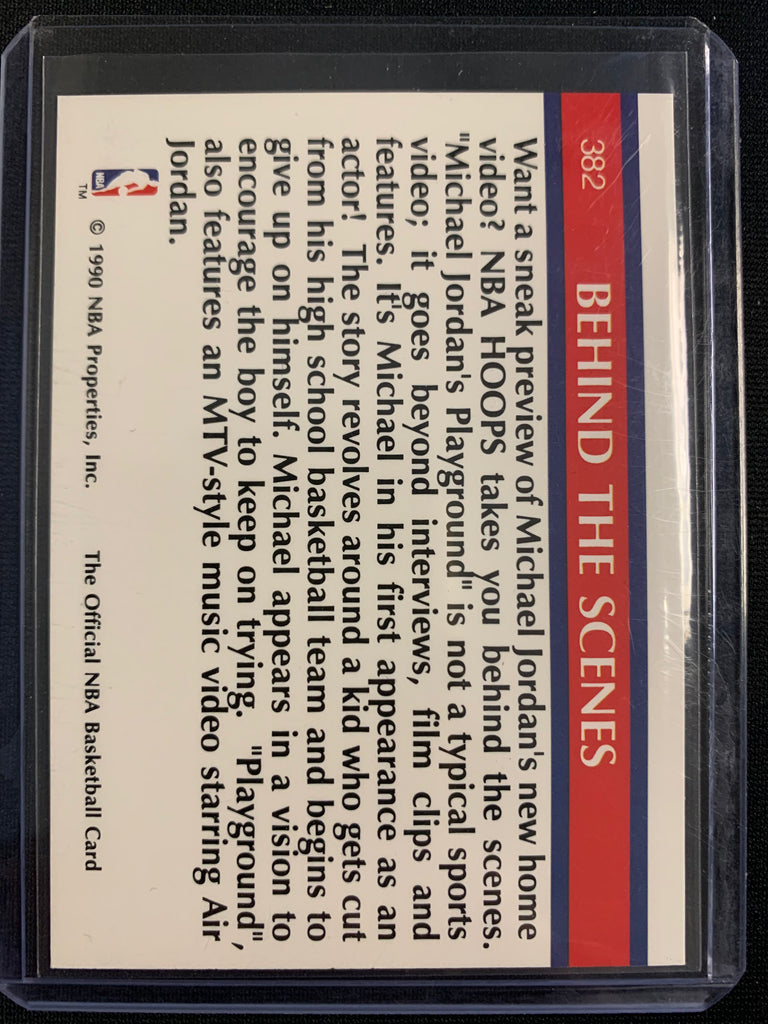 382 BEHIND THE SCENES
Want a sneak preview of Michael Jordan's new home
video? NBA HOOPS takes you behind the scenes.
"Michael Jordan's Playground" is not a typical sports
video; it goes beyond interviews, film clips and
features. It's Michael in his first appearance as an
actor! The story revolves around a kid who gets cut
from his high school basketball team and begins to
give up on himself. Michael appears in a vision to
encourage the boy to keep on trying. "Playground",
also features an MTV-style music video starring Air
Jordan.
NBA
TM
© 1990 NBA Properties, Inc. The Official NBA Basketball Card